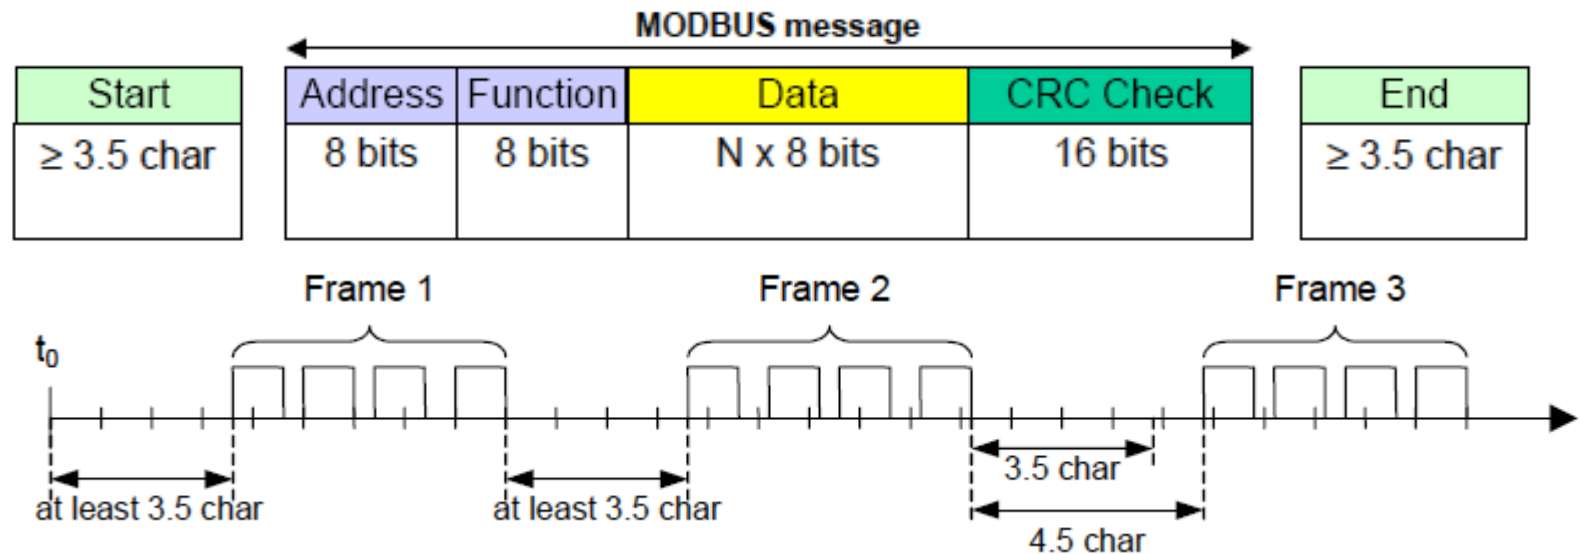 MODBUS message
Start Address Function Data CRC Check End
≥ 3.5 char 8 bits 8 bits N x 8 bits 16 bits ≥ 3.5 char
Frame 1 Frame 2 Frame 3
t₀
3.5 char
at least 3.5 char at least 3.5 char
4.5 char